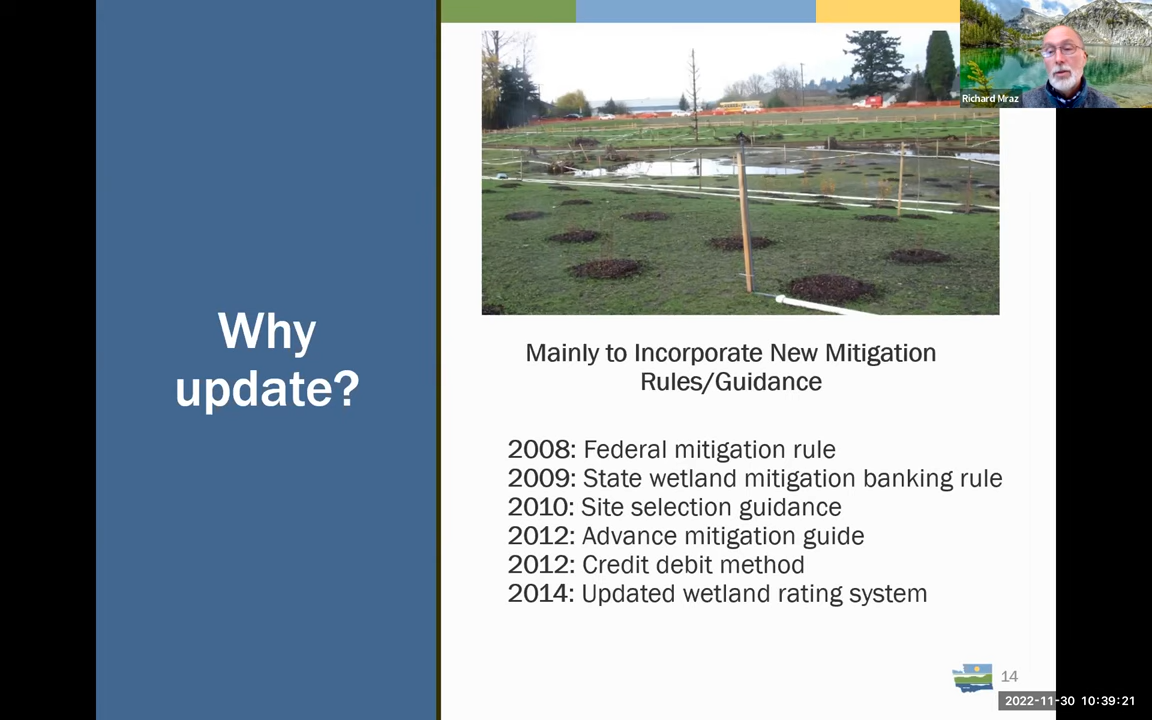 Richard Mraz
Why
update?
Mainly to Incorporate New Mitigation
Rules/Guidance
2008: Federal mitigation rule
2009: State wetland mitigation banking rule
2010: Site selection guidance
2012: Advance mitigation guide
2012: Credit debit method
2014: Updated wetland rating system
14
2022-11-30 10:39:21